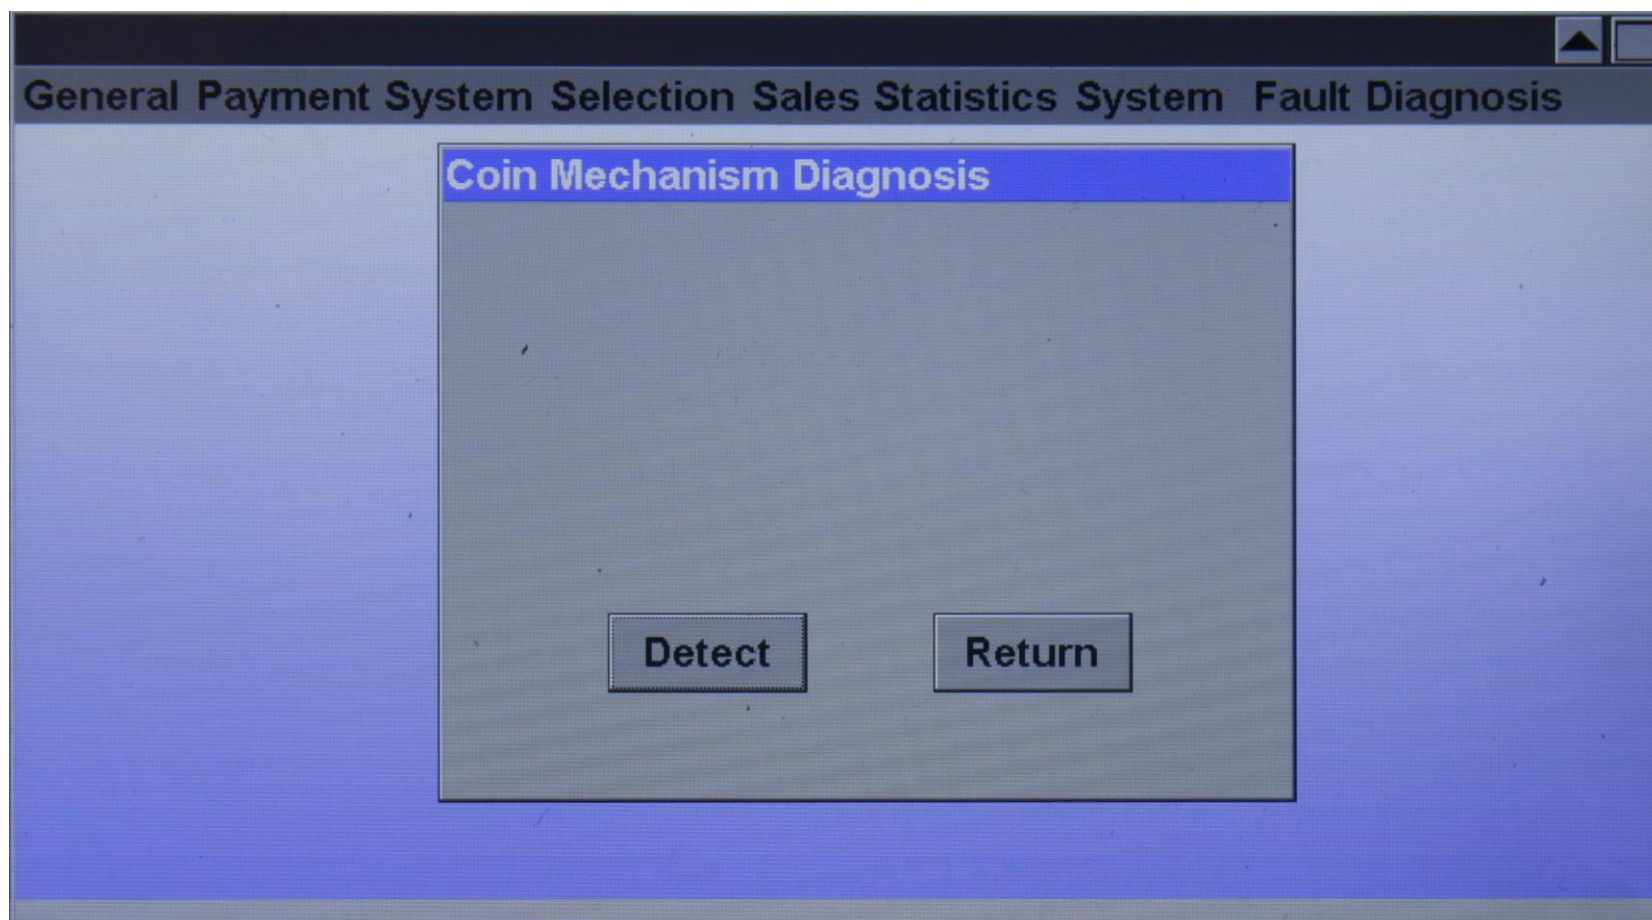 General Payment System Selection Sales Statistics System Fault Diagnosis
Coin Mechanism Diagnosis
Detect Return